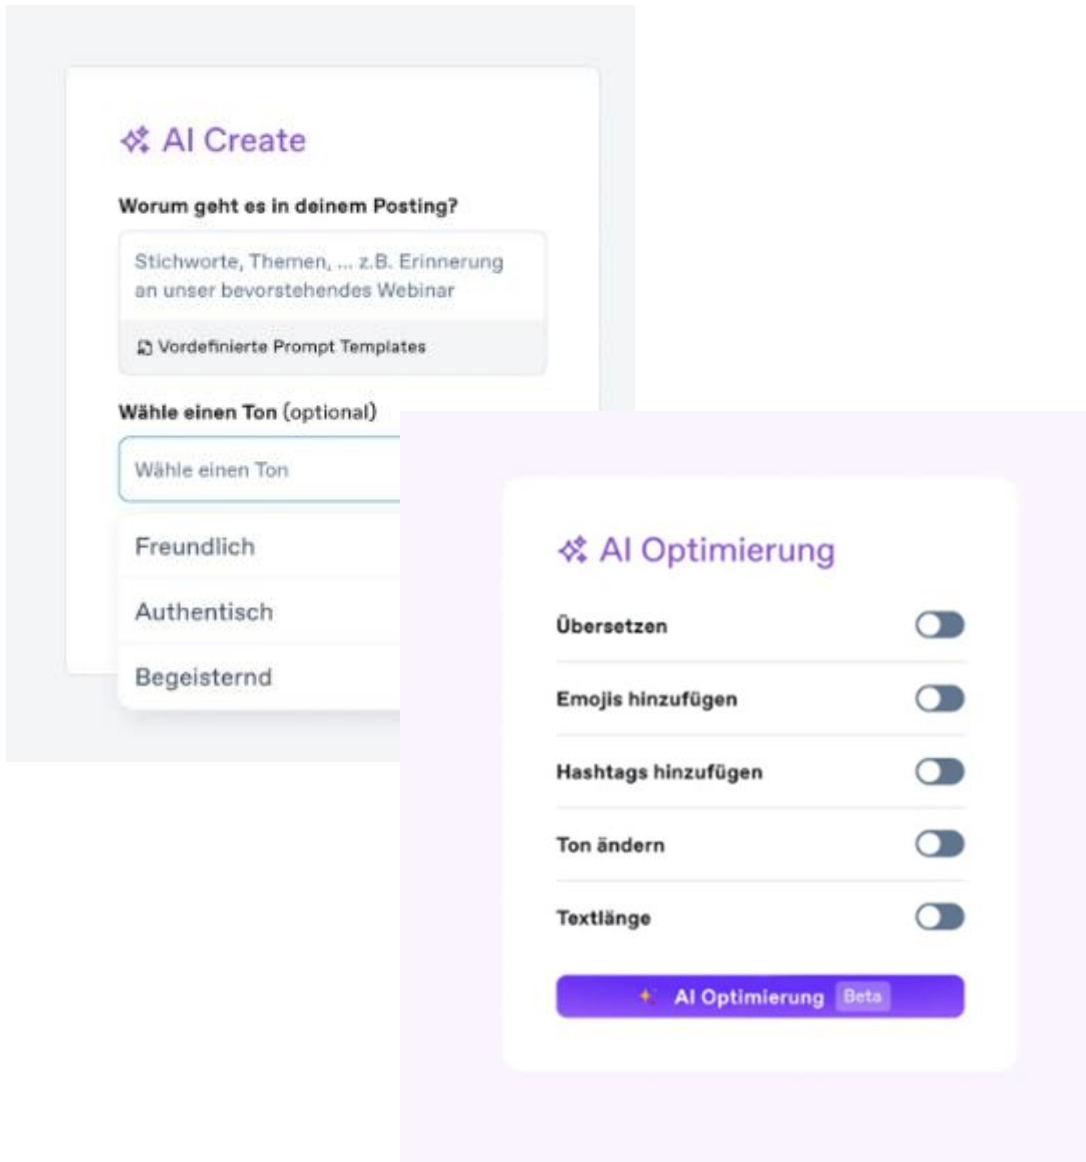 AI Create
Worum geht es in deinem Posting?
Stichworte, Themen, ... z.B. Erinnerung
an unser bevorstehendes Webinar
Vordefinierte Prompt Templates
Wähle einen Ton (optional)
Wähle einen Ton
Freundlich
Authentisch
Begeisternd
AI Optimierung
Übersetzen
Emojis hinzufügen
Hashtags hinzufügen
Ton ändern
Textlänge
AI Optimierung Beta